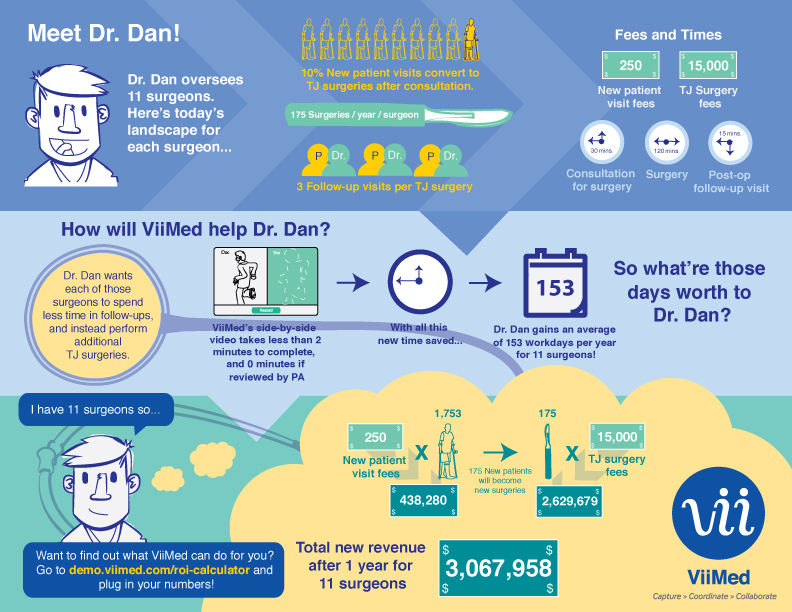 Meet Dr. Dan!
Dr. Dan oversees
11 surgeons.
Here's today's
landscape for
each surgeon...
10% New patient visits convert to
TJ surgeries after consultation.
175 Surgeries / year / surgeon
P Dr. P Dr. P Dr.
3 Follow-up visits per TJ surgery
Fees and Times
$ $ $ $
250 15,000
$ $ $ $
New patient
visit fees
TJ Surgery
fees
30 mins.
120 mins.
15 mins.
Consultation
for surgery
Surgery
Post-op
follow-up visit
How will ViiMed help Dr. Dan?
Dr. Dan wants
each of those
surgeons to spend
less time in follow-ups,
and instead perform
additional
TJ surgeries.
Doc You
Record
ViiMed's side-by-side
video takes less than 2
minutes to complete,
and 0 minutes if
reviewed by PA
With all this
new time saved...
153
Dr. Dan gains an average
of 153 workdays per year
for 11 surgeons!
So what're those
days worth to
Dr. Dan?
I have 11 surgeons so...
$ $
250
$ $
New patient
visit fees
X
1,753
$ $
438,280
$ $
175 New patients
will become
new surgeries
175
X
$ $
15,000
$ $
TJ surgery
fees
$ $
2,629,679
$ $
Want to find out what ViiMed can do for you?
Go to demo.viimed.com/roi-calculator and
plug in your numbers!
Total new revenue
after 1 year for
11 surgeons
$ $
3,067,958
$ $
vii
ViiMed
Capture » Coordinate » Collaborate